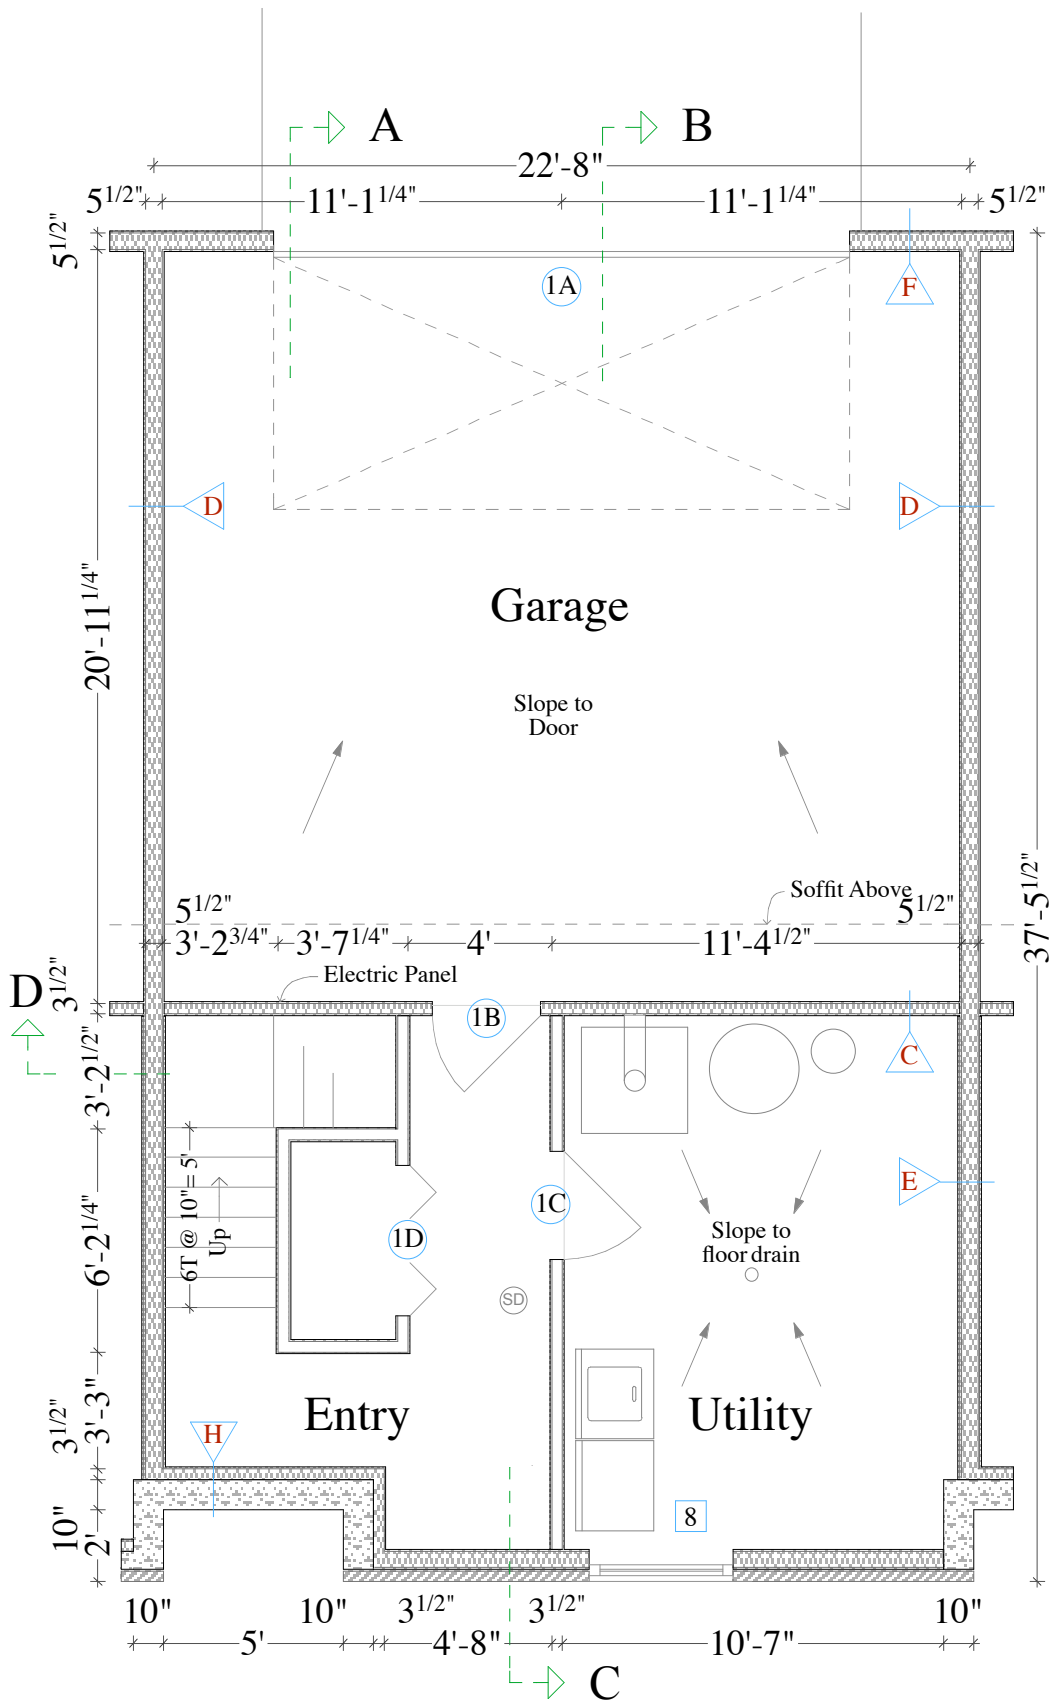 A
B
22'-8"
5 1/2"
11'-1 1/4"
11'-1 1/4"
5 1/2"
5 1/2"
1A
F
D
D
20'-11 1/4"
Garage
Slope to
Door
Soffit Above
5 1/2"
5 1/2"
3'-2 3/4"
3'-7 1/4"
4'
11'-4 1/2"
37'-5 1/2"
Electric Panel
D
3 1/2"
1B
C
3'-2 1/2"
E
6T @ 10"= 5'
Up
1C
1D
Slope to
floor drain
6'-2 1/4"
SD
Entry
Utility
3'-3"
3 1/2"
H
8
10"
2'
10"
10"
3 1/2"
3 1/2"
10"
5'
4'-8"
10'-7"
C